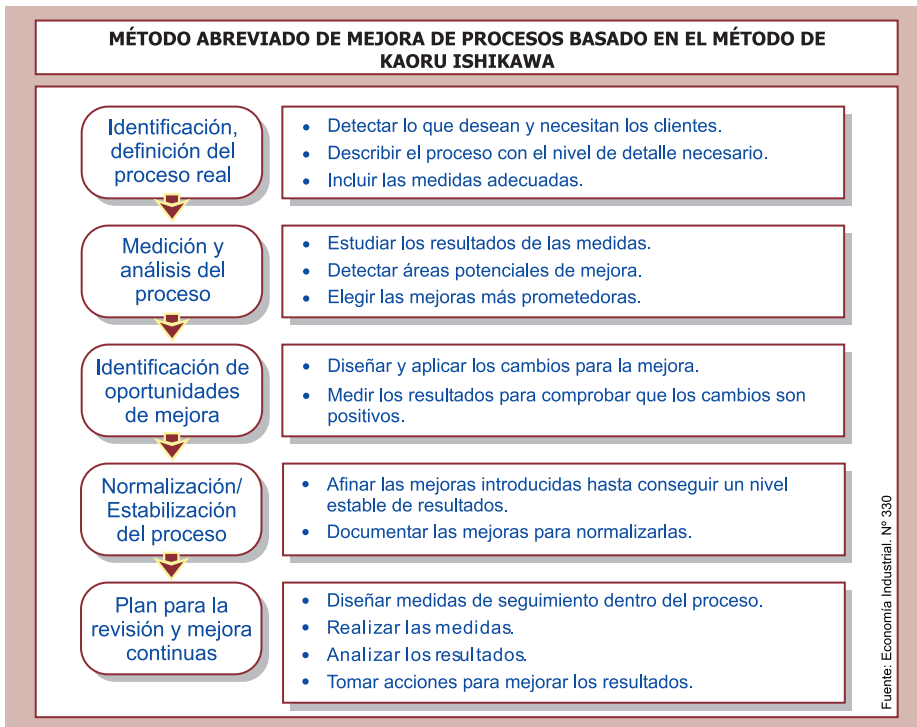 MÉTODO ABREVIADO DE MEJORA DE PROCESOS BASADO EN EL MÉTODO DE
KAORU ISHIKAWA
Identificación,
definición del
proceso real
• Detectar lo que desean y necesitan los clientes.
• Describir el proceso con el nivel de detalle necesario.
• Incluir las medidas adecuadas.
Medición y
análisis del
proceso
• Estudiar los resultados de las medidas.
• Detectar áreas potenciales de mejora.
• Elegir las mejoras más prometedoras.
Identificación de
oportunidades
de mejora
• Diseñar y aplicar los cambios para la mejora.
• Medir los resultados para comprobar que los cambios son
positivos.
Normalización/
Estabilización
del proceso
• Afinar las mejoras introducidas hasta conseguir un nivel
estable de resultados.
• Documentar las mejoras para normalizarlas.
Plan para la
revisión y mejora
continuas
• Diseñar medidas de seguimiento dentro del proceso.
• Realizar las medidas.
• Analizar los resultados.
• Tomar acciones para mejorar los resultados.
Fuente: Economía Industrial. Nº 330